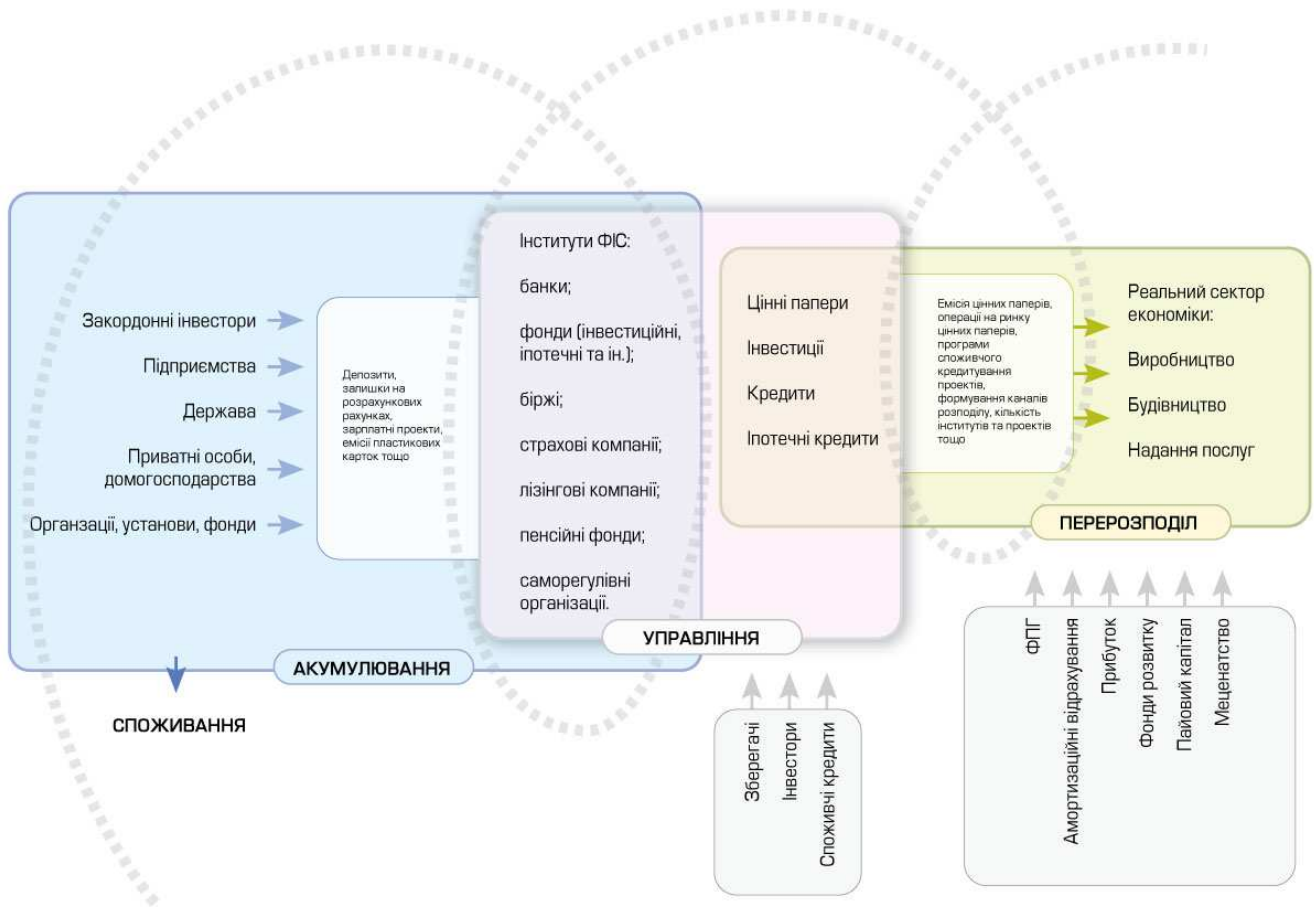 Закордонні інвестори
Підприємства
Держава
Приватні особи,
домогосподарства
Органзації, установи, фонди
Депозити,
залишки на
розрахункових
рахунках,
зарплатні проекти,
емісії пластикових
карток тощо
Інститути ФІС:
банки;
фонди (інвестиційні,
іпотечні та ін.);
біржі;
страхові компанії;
лізінгові компанії;
пенсійні фонди;
саморегулівні
організації.
Цінні папери
Інвестиції
Кредити
Іпотечні кредити
Емісія цінних паперів,
операції на ринку
цінних паперів,
програми
споживчого
кредитування
проектів,
формування каналів
розподілу, кількість
інститутів та проектів
тощо
Реальний сектор
економіки:
Виробництво
Будівництво
Надання послуг
ПЕРЕРОЗПОДІЛ
УПРАВЛІННЯ
АКУМУЛЮВАННЯ
СПОЖИВАННЯ
Зберегачі
Інвестори
Споживчі кредити
ФПГ
Амортизаційні відрахування
Прибуток
Фонди розвитку
Пайовий капітал
Меценатство